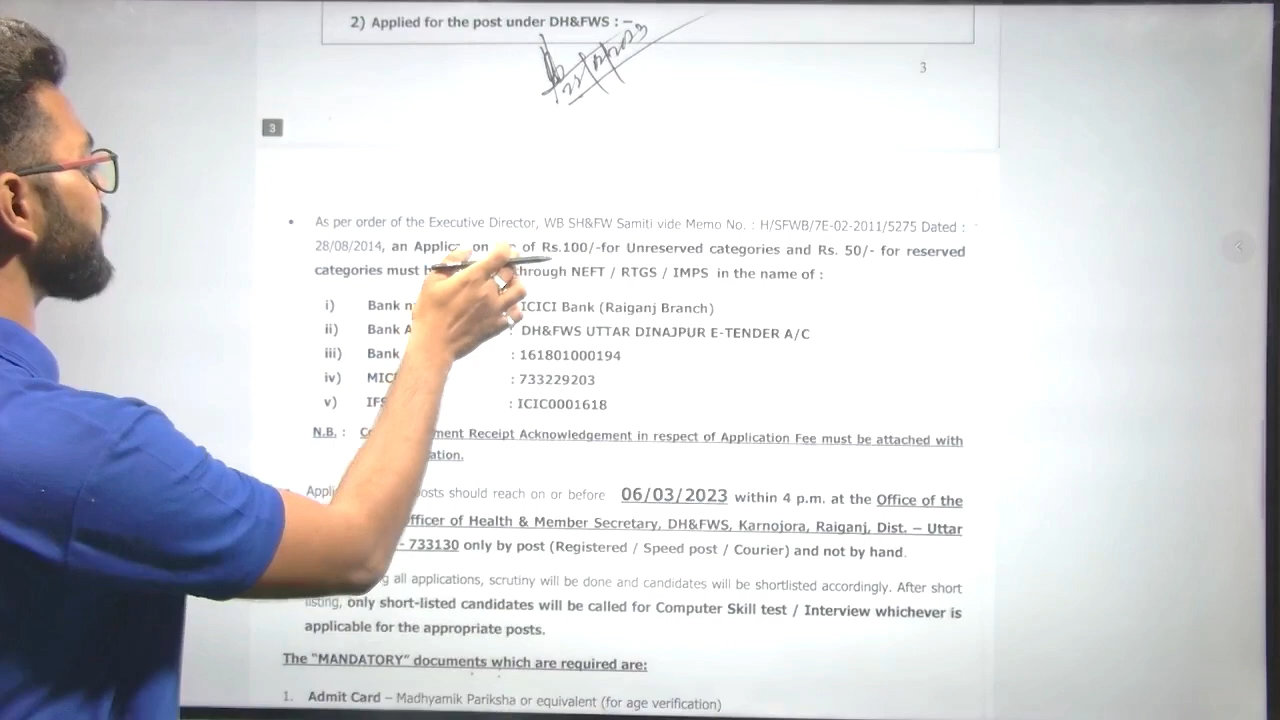 2) Applied for the post under DH&FWS : –
22/02/2023
3
3
• As per order of the Executive Director, WB SH&FW Samiti vide Memo No. : H/SFWB/7E-02-2011/5275 Dated :
28/08/2014, an of Rs.100/-for Unreserved categories and Rs. 50/- for reserved
categories must through NEFT / RTGS / IMPS in the name of :
i) Bank : ICICI Bank (Raiganj Branch)
ii) Bank : DH&FWS UTTAR DINAJPUR E-TENDER A/C
iii) Bank : 161801000194
iv) : 733229203
v) : ICIC0001618
N.B. : Receipt Acknowledgement in respect of Application Fee must be attached with
should reach on or before 06/03/2023 within 4 p.m. at the Office of the
of Health & Member Secretary, DH&FWS, Karnojora, Raiganj, Dist. – Uttar
- 733130 only by post (Registered / Speed post / Courier) and not by hand.
all applications, scrutiny will be done and candidates will be shortlisted accordingly. After short
listing, only short-listed candidates will be called for Computer Skill test / Interview whichever is
applicable for the appropriate posts.
The "MANDATORY" documents which are required are:
1. Admit Card – Madhyamik Pariksha or equivalent (for age verification)